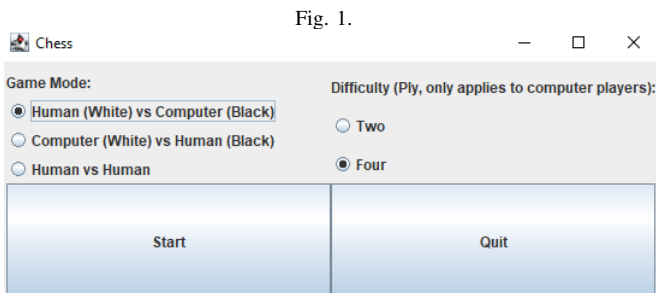 Fig. 1.
Chess
Game Mode:
Human (White) vs Computer (Black)
Computer (White) vs Human (Black)
Human vs Human
Difficulty (Ply, only applies to computer players):
Two
Four
Start
Quit